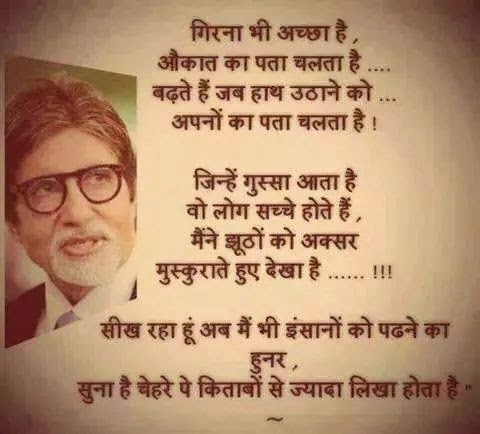 गिरना भी अच्छा है ,
औकात का पता चलता है ....
बढ़ते हैं जब हाथ उठाने को ...
अपनों का पता चलता है !
जिन्हें गुस्सा आता है
वो लोग सच्चे होते हैं ,
मैंने झूठों को अक्सर
मुस्कुराते हुए देखा है ...... !!!
सीख रहा हूं अब मैं भी इंसानों को पढने का
हुनर ,
सुना है चेहरे पे किताबों से ज्यादा लिखा होता है "
~